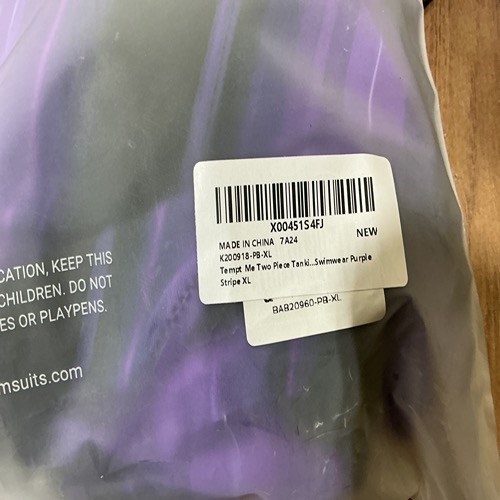 X00451S4FJ
MADE IN CHINA 7A24
NEW
K200918-PB-XL
Tempt Me Two Piece Tanki...Swimwear Purple
Stripe XL
BAB20960-PB-XL
CATION, KEEP THIS
CHILDREN. DO NOT
ES OR PLAYPENS.
msuits.com